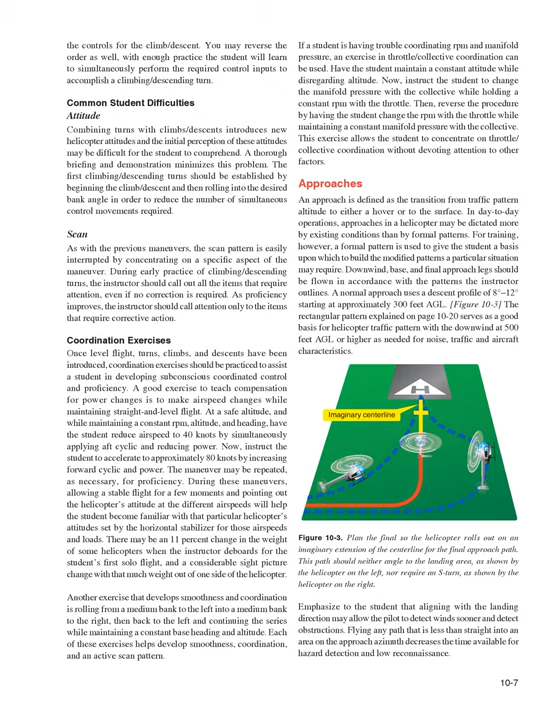 the controls for the climb/descent. You may reverse the
order as well, with enough practice the student will learn
to simultaneously perform the required control inputs to
accomplish a climbing/descending turn.
Common Student Difficulties
Attitude
Combining turns with climbs/descents introduces new
helicopter attitudes and the initial perception of these attitudes
may be difficult for the student to comprehend. A thorough
briefing and demonstration minimizes this problem. The
first climbing/descending turns should be established by
beginning the climb/descent and then rolling into the desired
bank angle in order to reduce the number of simultaneous
control movements required.
Scan
As with the previous maneuvers, the scan pattern is easily
interrupted by concentrating on a specific aspect of the
maneuver. During early practice of climbing/descending
turns, the instructor should call out all the items that require
attention, even if no correction is required. As proficiency
improves, the instructor should call attention only to the items
that require corrective action.
Coordination Exercises
Once level flight, turns, climbs, and descents have been
introduced, coordination exercises should be practiced to assist
a student in developing subconscious coordinated control
and proficiency. A good exercise to teach compensation
for power changes is to make airspeed changes while
maintaining straight-and-level flight. At a safe altitude, and
while maintaining a constant rpm, altitude, and heading, have
the student reduce airspeed to 40 knots by simultaneously
applying aft cyclic and reducing power. Now, instruct the
student to accelerate to approximately 80 knots by increasing
forward cyclic and power. The maneuver may be repeated,
as necessary, for proficiency. During these maneuvers,
allowing a stable flight for a few moments and pointing out
the helicopter's attitude at the different airspeeds will help
the student become familiar with that particular helicopter's
attitudes set by the horizontal stabilizer for those airspeeds
and loads. There may be an 11 percent change in the weight
of some helicopters when the instructor deboards for the
student's first solo flight, and a considerable sight picture
change with that much weight out of one side of the helicopter.
Another exercise that develops smoothness and coordination
is rolling from a medium bank to the left into a medium bank
to the right, then back to the left and continuing the series
while maintaining a constant base heading and altitude. Each
of these exercises helps develop smoothness, coordination,
and an active scan pattern.
If a student is having trouble coordinating rpm and manifold
pressure, an exercise in throttle/collective coordination can
be used. Have the student maintain a constant attitude while
disregarding altitude. Now, instruct the student to change
the manifold pressure with the collective while holding a
constant rpm with the throttle. Then, reverse the procedure
by having the student change the rpm with the throttle while
maintaining a constant manifold pressure with the collective.
This exercise allows the student to concentrate on throttle/
collective coordination without devoting attention to other
factors.
Approaches
An approach is defined as the transition from traffic pattern
altitude to either a hover or to the surface. In day-to-day
operations, approaches in a helicopter may be dictated more
by existing conditions than by formal patterns. For training,
however, a formal pattern is used to give the student a basis
upon which to build the modified patterns a particular situation
may require. Downwind, base, and final approach legs should
be flown in accordance with the patterns the instructor
outlines. A normal approach uses a descent profile of 8°–12°
starting at approximately 300 feet AGL. [Figure 10-3] The
rectangular pattern explained on page 10-20 serves as a good
basis for helicopter traffic pattern with the downwind at 500
feet AGL or higher as needed for noise, traffic and aircraft
characteristics.
H
Imaginary centerline
Figure 10-3. Plan the final so the helicopter rolls out on an
imaginary extension of the centerline for the final approach path.
This path should neither angle to the landing area, as shown by
the helicopter on the left, nor require an S-turn, as shown by the
helicopter on the right.
Emphasize to the student that aligning with the landing
direction may allow the pilot to detect winds sooner and detect
obstructions. Flying any path that is less than straight into an
area on the approach azimuth decreases the time available for
hazard detection and low reconnaissance.
10-7